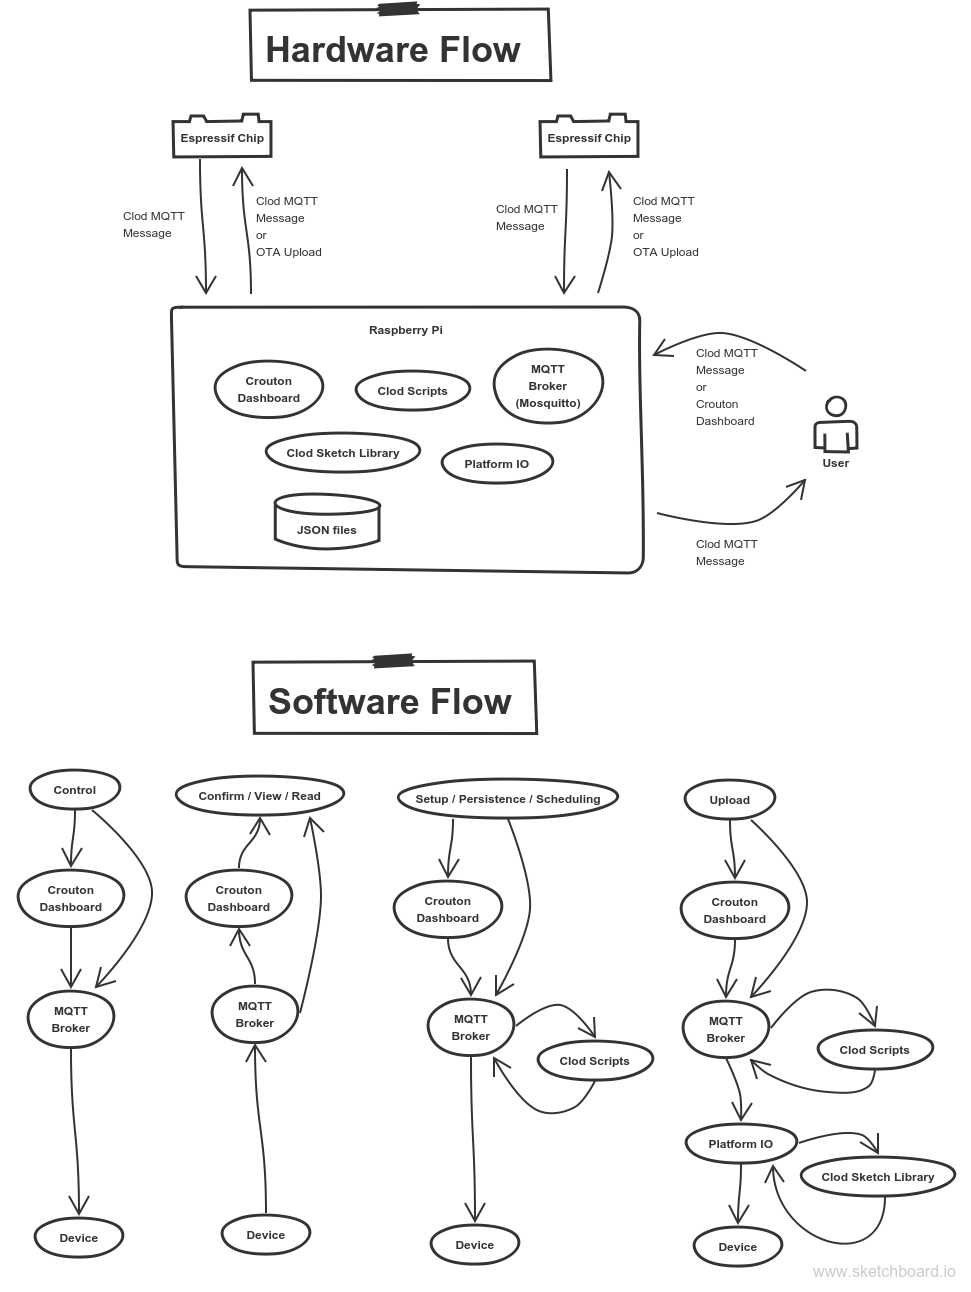 Hardware Flow
Espressif Chip
Espressif Chip
Clod MQTT
Message
Clod MQTT
Message
or
OTA Upload
Clod MQTT
Message
Clod MQTT
Message
or
OTA Upload
Raspberry Pi
Crouton
Dashboard
Clod Scripts
MQTT
Broker
(Mosquitto)
Clod Sketch Library
Platform IO
JSON files
Clod MQTT
Message
or
Crouton
Dashboard
User
Clod MQTT
Message
Software Flow
Control
Crouton
Dashboard
MQTT
Broker
Device
Confirm / View / Read
Crouton
Dashboard
MQTT
Broker
Device
Setup / Persistence / Scheduling
Crouton
Dashboard
MQTT
Broker
Clod Scripts
Device
Upload
Crouton
Dashboard
MQTT
Broker
Clod Scripts
Platform IO
Clod Sketch Library
Device
www.sketchboard.io